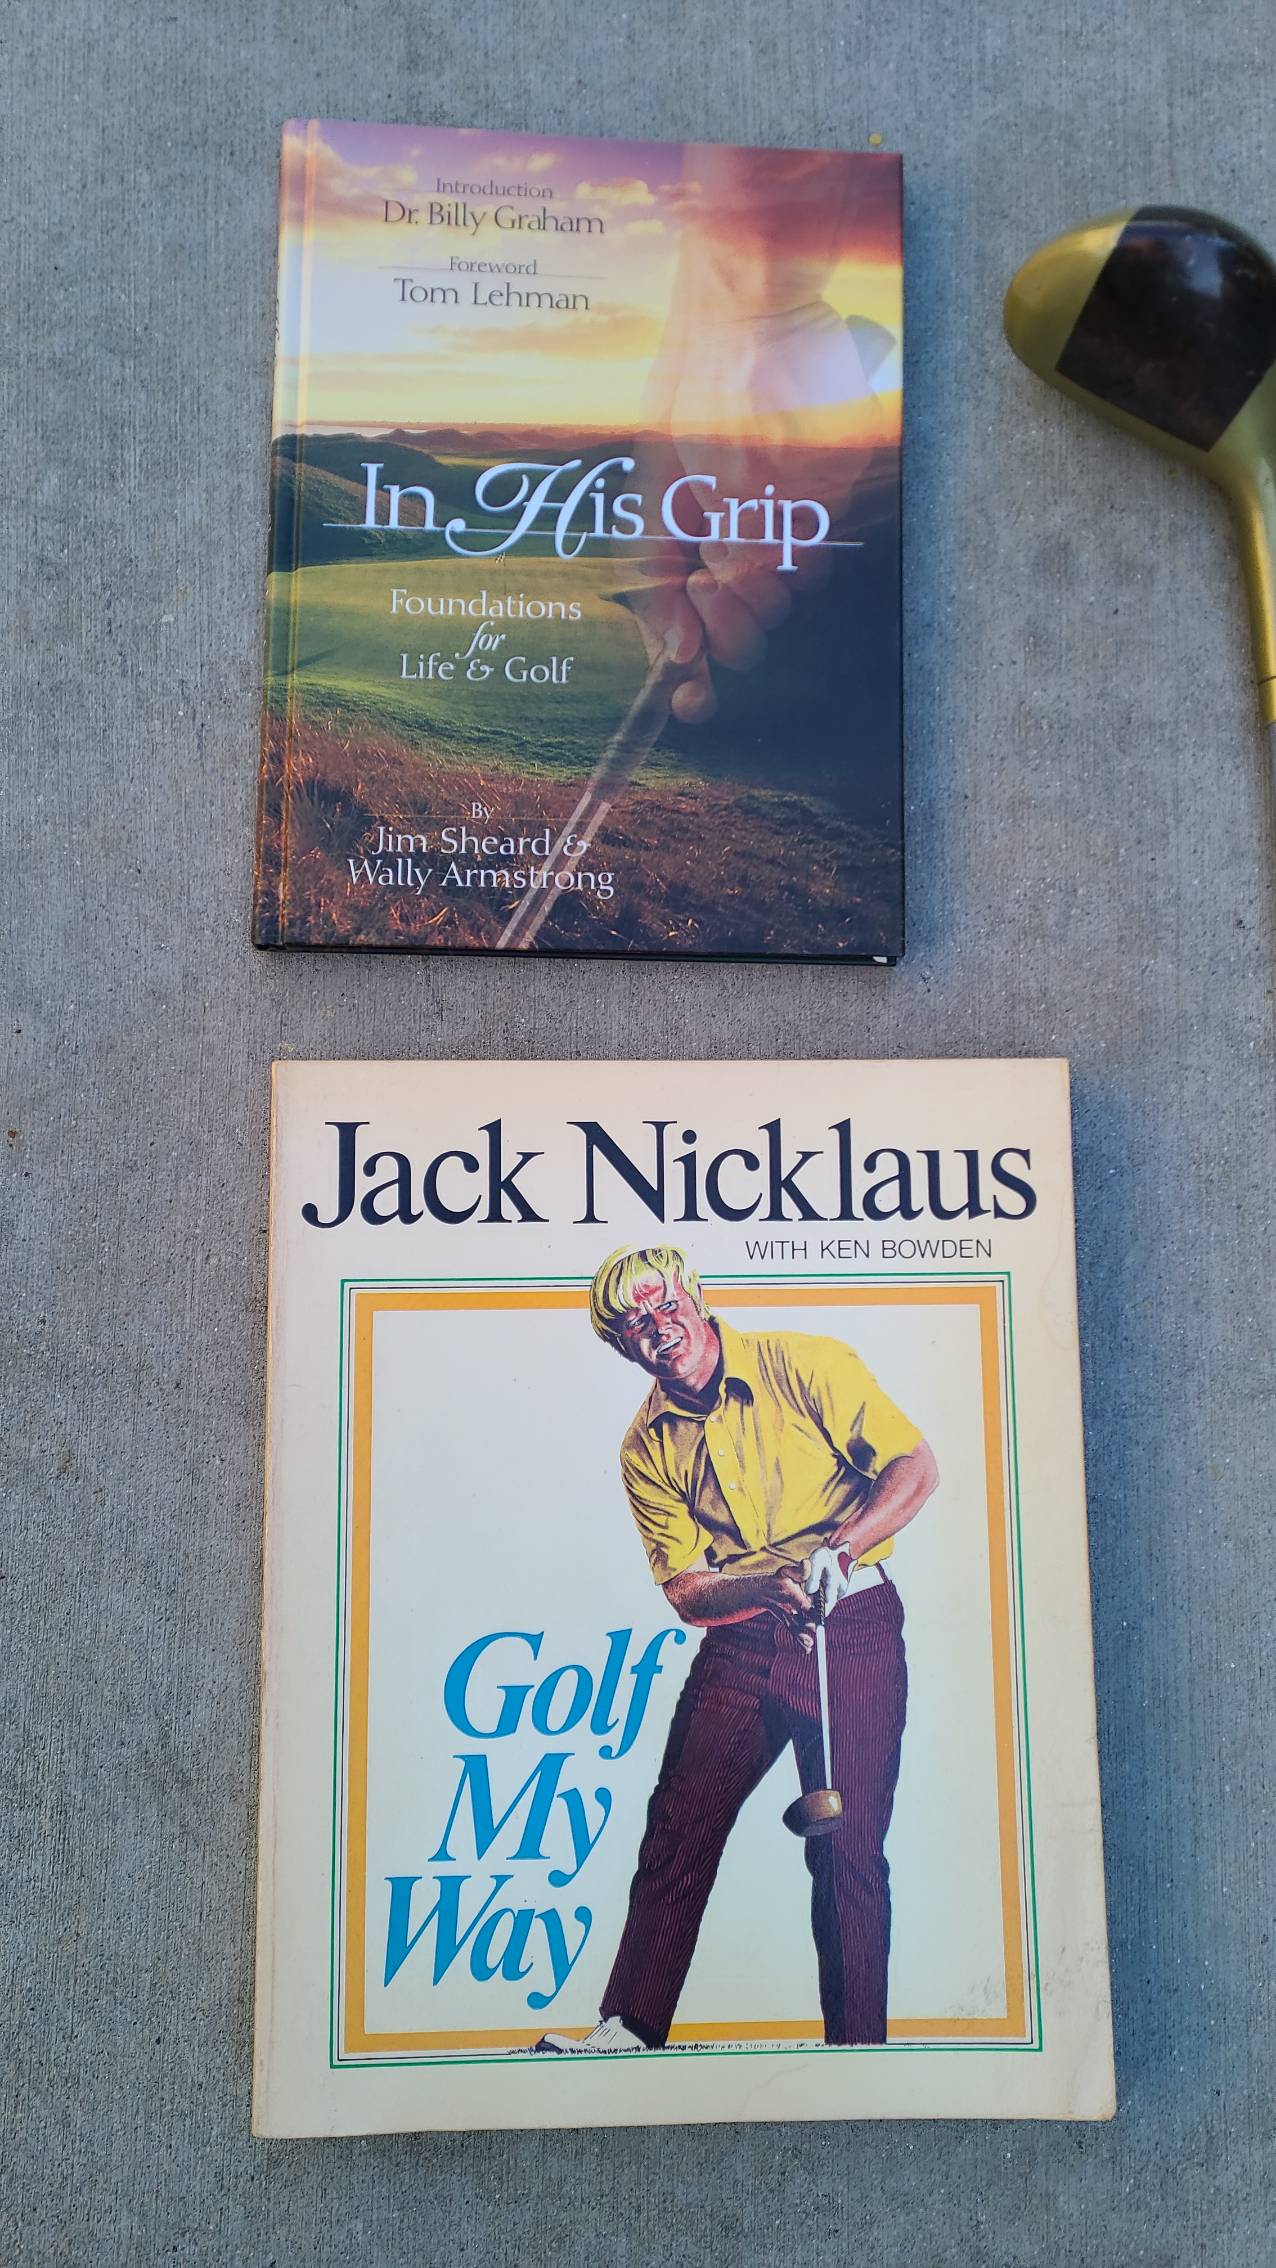 Introduction
Dr. Billy Graham
Foreword
Tom Lehman
In His Grip
Foundations
for
Life & Golf
By
Jim Sheard &
Wally Armstrong
Jack Nicklaus
WITH KEN BOWDEN
Golf
My
Way